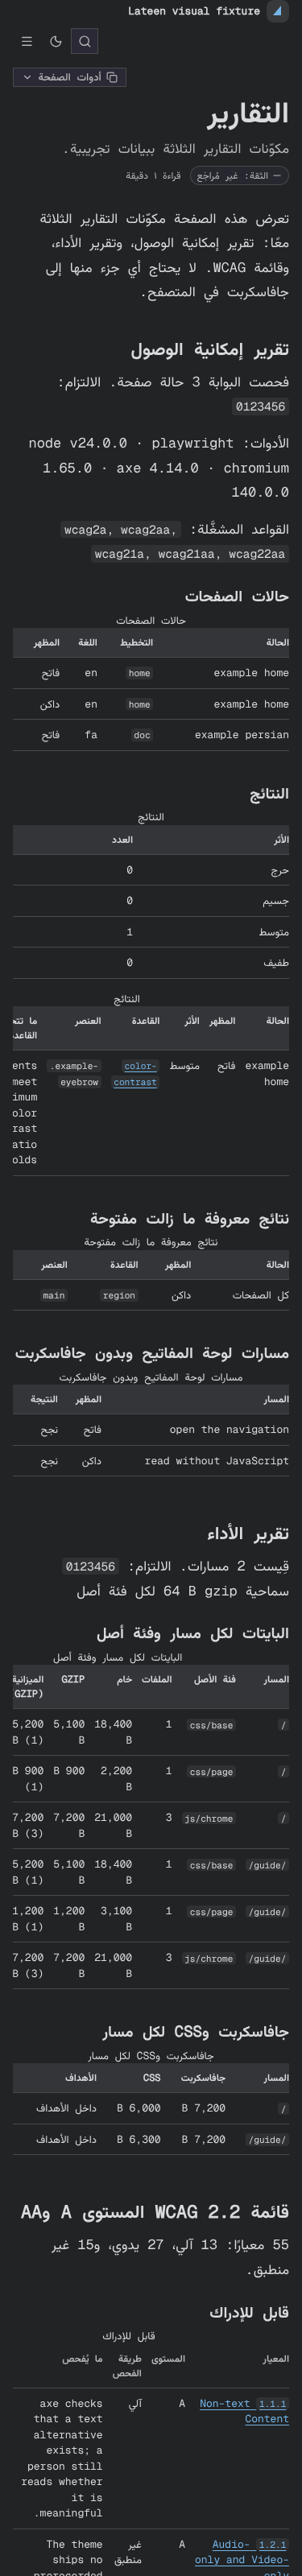 Lateen visual fixture
أدوات الصفحة
التقارير
مكوّنات التقارير الثلاثة ببيانات تجريبية.
الثقة: غير مُراجَع
قراءة ١ دقيقة
تعرض هذه الصفحة مكوّنات التقارير الثلاثة
معًا: تقرير إمكانية الوصول، وتقرير الأداء،
وقائمة WCAG. لا يحتاج أي جزء منها إلى
جافاسكربت في المتصفح.
تقرير إمكانية الوصول
فحصت البوابة 3 حالة صفحة. الالتزام:
0123456
الأدوات: node v24.0.0 · playwright
1.65.0 · axe 4.14.0 · chromium
140.0.0
القواعد المشغَّلة: wcag2a, wcag2aa,
wcag21a, wcag21aa, wcag22aa
حالات الصفحات
حالات الصفحات
الحالة التخطيط اللغة المظهر
example home home en فاتح
example home home en داكن
example persian doc fa فاتح
النتائج
النتائج
الأثر العدد
حرج 0
جسيم 0
متوسط 1
طفيف 0
النتائج
الحالة المظهر الأثر القاعدة العنصر
example home فاتح متوسط color-contrast .example-eyebrow
نتائج معروفة ما زالت مفتوحة
نتائج معروفة ما زالت مفتوحة
الحالة المظهر القاعدة العنصر
كل الصفحات داكن region main
مسارات لوحة المفاتيح وبدون جافاسكربت
مسارات لوحة المفاتيح وبدون جافاسكربت
المسار المظهر النتيجة
open the navigation فاتح نجح
read without JavaScript داكن نجح
تقرير الأداء
قِيست 2 مسارات. الالتزام: 0123456
سماحية 64 B gzip لكل فئة أصل
البايتات لكل مسار وفئة أصل
البايتات لكل مسار وفئة أصل
المسار فئة الأصل الملفات خام GZIP الميزانية (GZIP)
/ css/base 1 18,400 B 5,100 B 5,200 B (1)
/ css/page 1 2,200 B 900 B 900 B (1)
/ js/chrome 3 21,000 B 7,200 B 7,200 B (3)
/guide/ css/base 1 18,400 B 5,100 B 5,200 B (1)
/guide/ css/page 1 3,100 B 1,200 B 1,200 B (1)
/guide/ js/chrome 3 21,000 B 7,200 B 7,200 B (3)
جافاسكربت وCSS لكل مسار
جافاسكربت وCSS لكل مسار
المسار جافاسكربت CSS الأهداف
/ 7,200 B 6,000 B داخل الأهداف
/guide/ 7,200 B 6,300 B داخل الأهداف
قائمة WCAG 2.2 المستوى A وAA
55 معيارًا: 13 آلي، 27 يدوي، و15 غير
منطبق.
قابل للإدراك
قابل للإدراك
المعيار المستوى طريقة الفحص ما يُفحص
1.1.1 Non-text Content A آلي axe checks that a text alternative exists; a person still reads whether it is meaningful.
1.2.1 Audio-only and Video- A غير منطبق The theme ships no